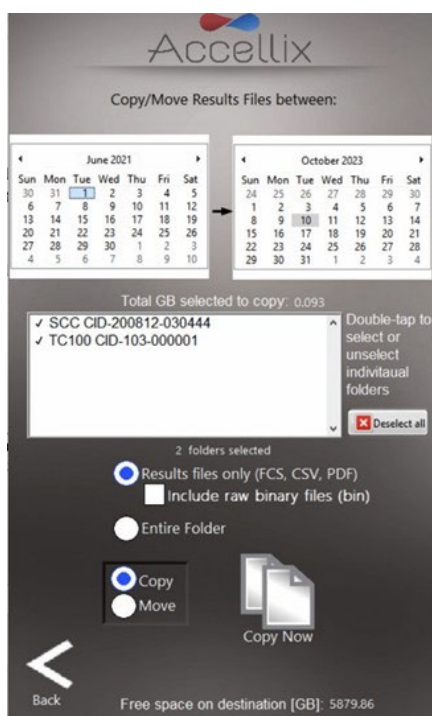 Accellix
Copy/Move Results Files between:
June 2021
Sun Mon Tue Wed Thu Fri Sat
30 31 1 2 3 4 5
6 7 8 9 10 11 12
13 14 15 16 17 18 19
20 21 22 23 24 25 26
27 28 29 30 1 2 3
4 5 6 7 8 9 10
October 2023
Sun Mon Tue Wed Thu Fri Sat
24 25 26 27 28 29 30
1 2 3 4 5 6 7
8 9 10 11 12 13 14
15 16 17 18 19 20 21
22 23 24 25 26 27 28
29 30 31 1 2 3 4
Total GB selected to copy: 0.093
✓ SCC CID-200812-030444
✓ TC100 CID-103-000001
Double-tap to
select or
unselect
indivitaual
folders
Deselect all
2 folders selected
Results files only (FCS, CSV, PDF)
Include raw binary files (bin)
Entire Folder
Copy
Move
Copy Now
Back
Free space on destination [GB]: 5879.86